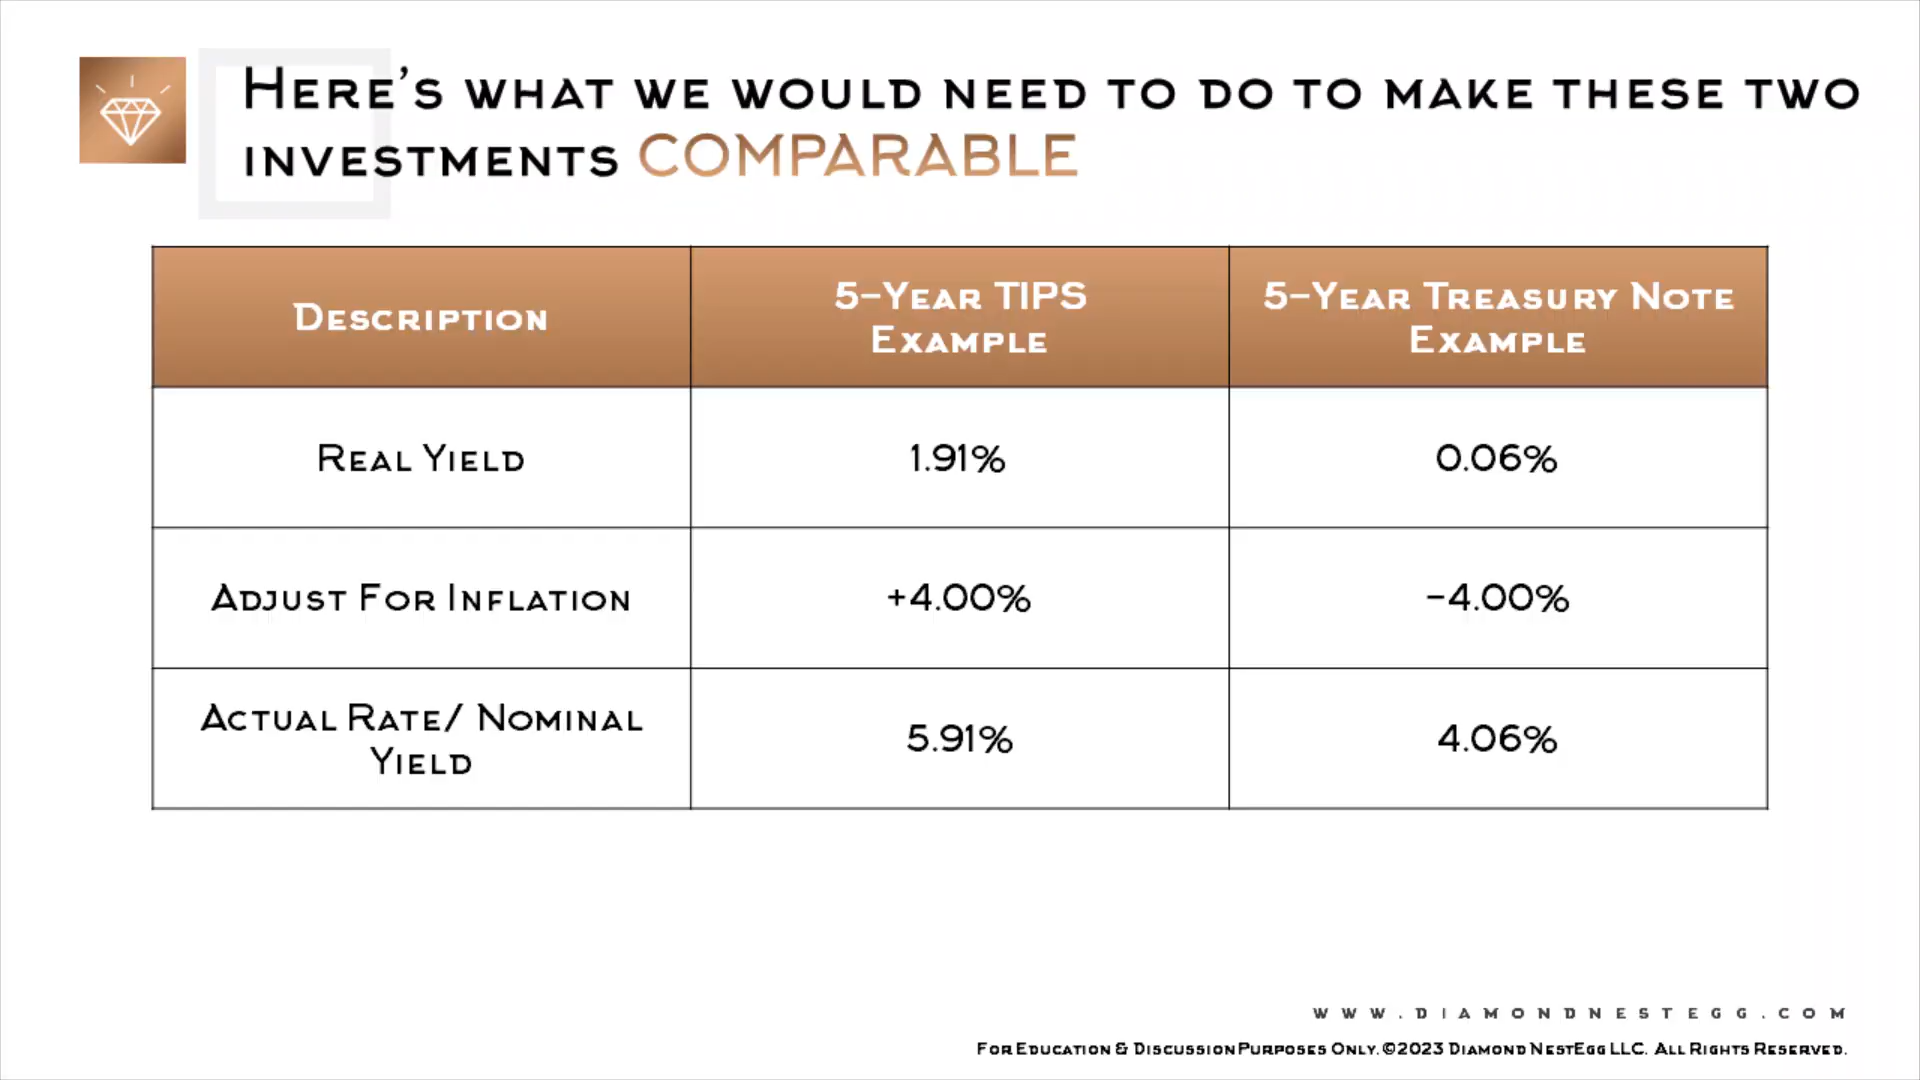 Here's what we would need to do to make these two
investments COMPARABLE
Description
5-Year TIPS
Example
5-Year Treasury Note
Example
Real Yield
1.91%
0.06%
Adjust For Inflation
+4.00%
-4.00%
Actual Rate/ Nominal
Yield
5.91%
4.06%
www.diamondnestegg.com
For Education & Discussion Purposes Only. ©2023 Diamond NestEgg LLC. All Rights Reserved.